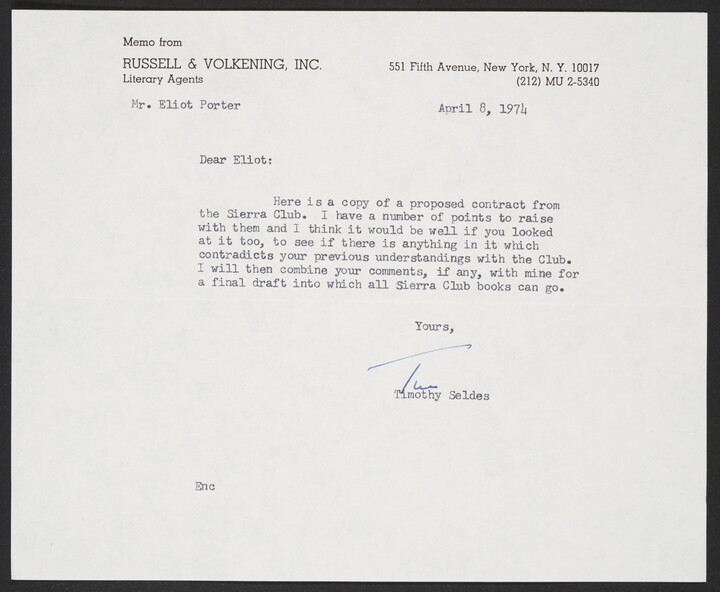 Memo from
RUSSELL & VOLKENING, INC.
Literary Agents
551 Fifth Avenue, New York, N. Y. 10017
(212) MU 2-5340
Mr. Eliot Porter
April 8, 1974
Dear Eliot:
Here is a copy of a proposed contract from
the Sierra Club. I have a number of points to raise
with them and I think it would be well if you looked
at it too, to see if there is anything in it which
contradicts your previous understandings with the Club.
I will then combine your comments, if any, with mine for
a final draft into which all Sierra Club books can go.
Yours,
Tim
Timothy Seldes
Enc